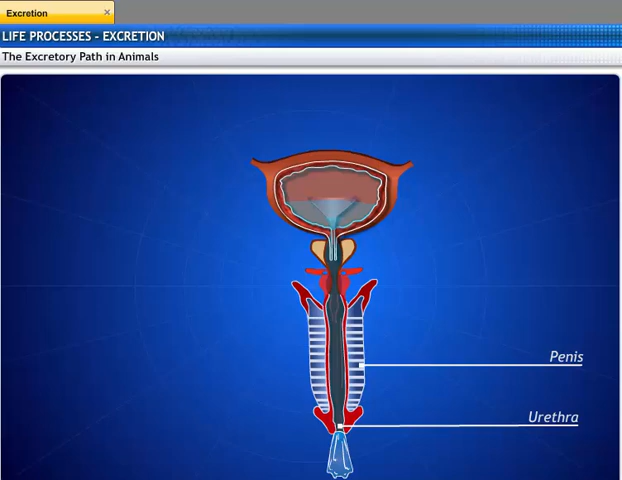 Excretion
LIFE PROCESSES - EXCRETION
The Excretory Path in Animals
Penis
Urethra